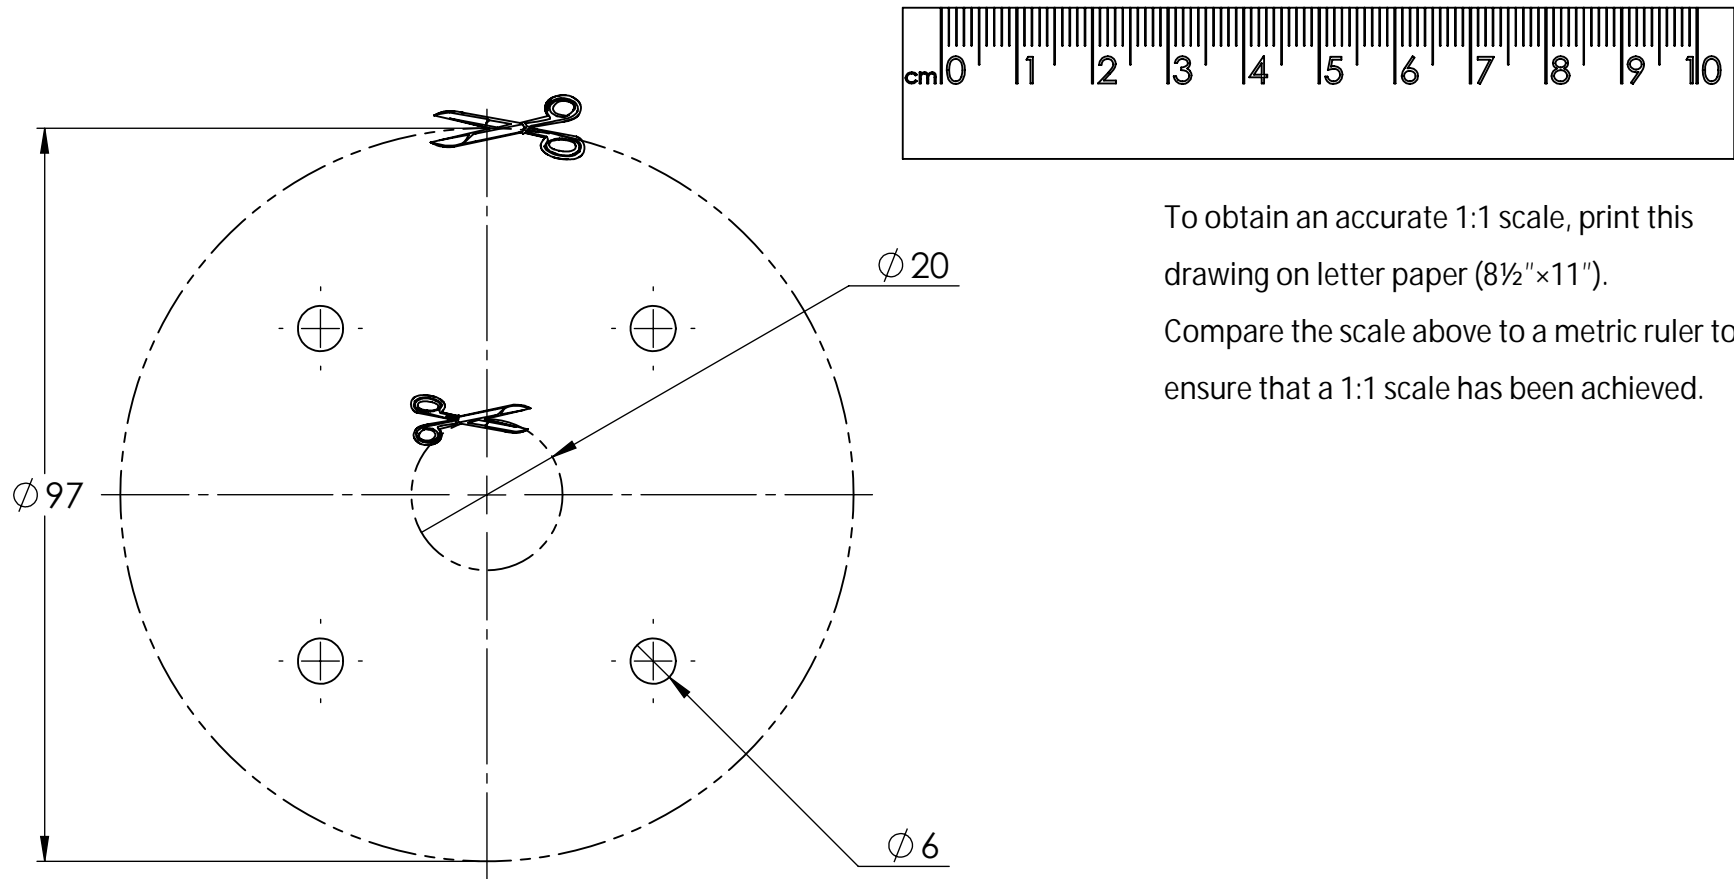 cm 0 1 2 3 4 5 6 7 8 9 10
To obtain an accurate 1:1 scale, print this
drawing on letter paper (8½"×11").
Compare the scale above to a metric ruler to
ensure that a 1:1 scale has been achieved.
∅20
∅97
∅6